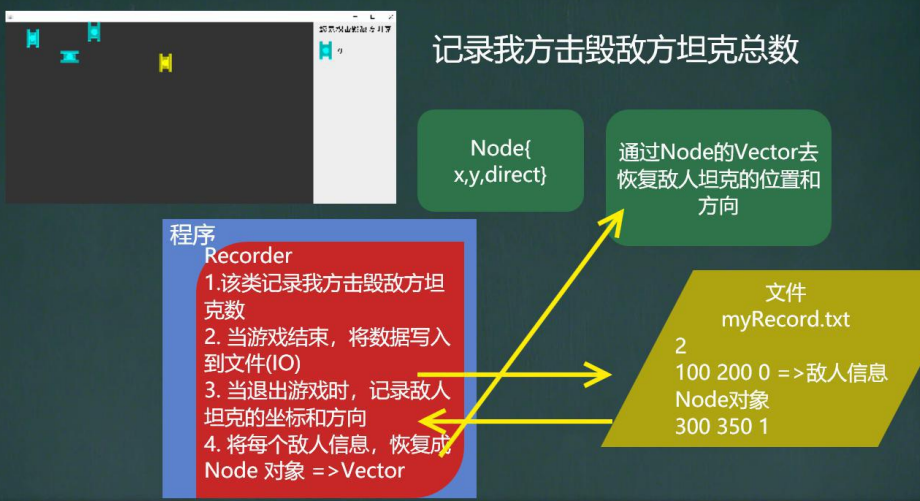 记录我方击毁敌方坦克总数
Node{
x,y,direct}
通过Node的Vector去
恢复敌人坦克的位置和
方向
程序
Recorder
1.该类记录我方击毁敌方坦
克数
2. 当游戏结束，将数据写入
到文件(IO)
3. 当退出游戏时，记录敌人
坦克的坐标和方向
4. 将每个敌人信息，恢复成
Node 对象 =>Vector
文件
myRecord.txt
2
100 200 0 =>敌人信息
Node对象
300 350 1